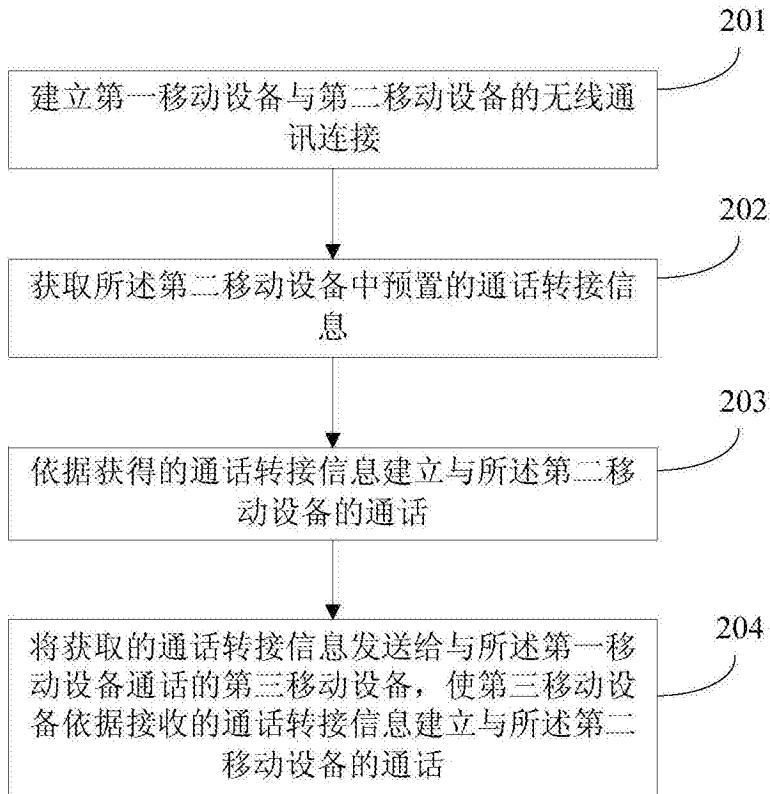 201
建立第一移动设备与第二移动设备的无线通
讯连接
202
获取所述第二移动设备中预置的通话转接信
息
203
依据获得的通话转接信息建立与所述第二移
动设备的通话
204
将获取的通话转接信息发送给与所述第一移
动设备通话的第三移动设备，使第三移动设
备依据接收的通话转接信息建立与所述第二
移动设备的通话